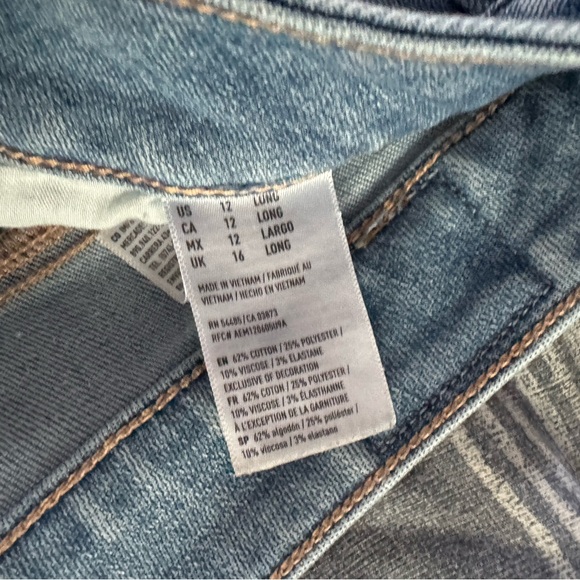 US 12 LONG
CA 12 LONG
MX 12 LARGO
UK 16 LONG
MADE IN VIETNAM / FABRIQUÉ AU
VIETNAM / HECHO EN VIETNAM
RN 54485/CA 03873
RFC# AEM120605U9A
EN 62% COTTON / 25% POLYESTER /
10% VISCOSE / 3% ELASTANE
EXCLUSIVE OF DECORATION
FR 62% COTON / 25% POLYESTER /
10% VISCOSE / 3% ÉLASTHANNE
À L'EXCEPTION DE LA GARNITURE
SP 62% algodón / 25% poliéster /
10% viscosa / 3% elastano